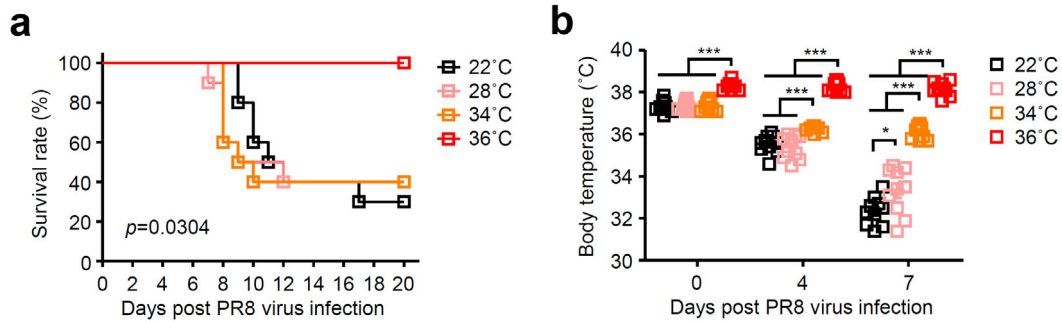 a
Survival rate (%)
100
80
60
40
20
0
0 2 4 6 8 10 12 14 16 18 20
Days post PR8 virus infection
p=0.0304
22˚C
28˚C
34˚C
36˚C
b
Body temperature (˚C)
40
38
36
34
32
30
0 4 7
Days post PR8 virus infection
*** *** ***
*** ***
*
22˚C
28˚C
34˚C
36˚C